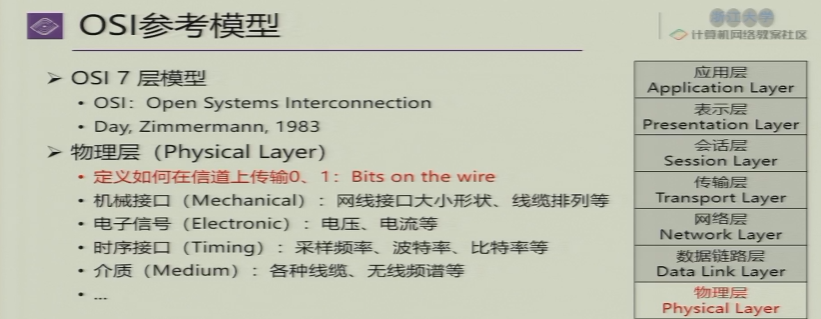 OSI参考模型
计算机网络教案社区
OSI 7 层模型
• OSI：Open Systems Interconnection
• Day, Zimmermann, 1983
物理层（Physical Layer）
• 定义如何在信道上传输0、1：Bits on the wire
• 机械接口（Mechanical）：网线接口大小形状、线缆排列等
• 电子信号（Electronic）：电压、电流等
• 时序接口（Timing）：采样频率、波特率、比特率等
• 介质（Medium）：各种线缆、无线频谱等
• ...
应用层
Application Layer
表示层
Presentation Layer
会话层
Session Layer
传输层
Transport Layer
网络层
Network Layer
数据链路层
Data Link Layer
物理层
Physical Layer